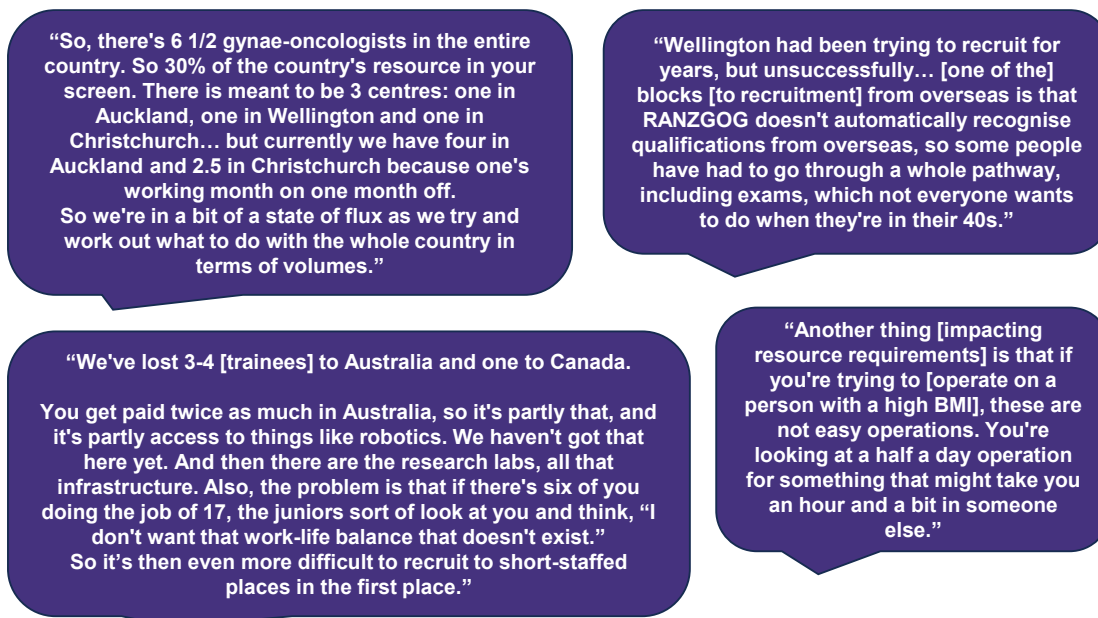 “So, there's 6 1/2 gynae-oncologists in the entire
country. So 30% of the country's resource in your
screen. There is meant to be 3 centres: one in
Auckland, one in Wellington and one in
Christchurch… but currently we have four in
Auckland and 2.5 in Christchurch because one's
working month on one month off.
So we're in a bit of a state of flux as we try and
work out what to do with the whole country in
terms of volumes.”
“Wellington had been trying to recruit for
years, but unsuccessfully… [one of the]
blocks [to recruitment] from overseas is that
RANZGOG doesn't automatically recognise
qualifications from overseas, so some people
have had to go through a whole pathway,
including exams, which not everyone wants
to do when they're in their 40s.”
“We've lost 3-4 [trainees] to Australia and one to Canada.
You get paid twice as much in Australia, so it's partly that, and
it's partly access to things like robotics. We haven't got that
here yet. And then there are the research labs, all that
infrastructure. Also, the problem is that if there's six of you
doing the job of 17, the juniors sort of look at you and think, “I
don't want that work-life balance that doesn't exist.”
So it’s then even more difficult to recruit to short-staffed
places in the first place.”
“Another thing [impacting
resource requirements] is that if
you're trying to [operate on a
person with a high BMI], these are
not easy operations. You're
looking at a half a day operation
for something that might take you
an hour and a bit in someone
else.”